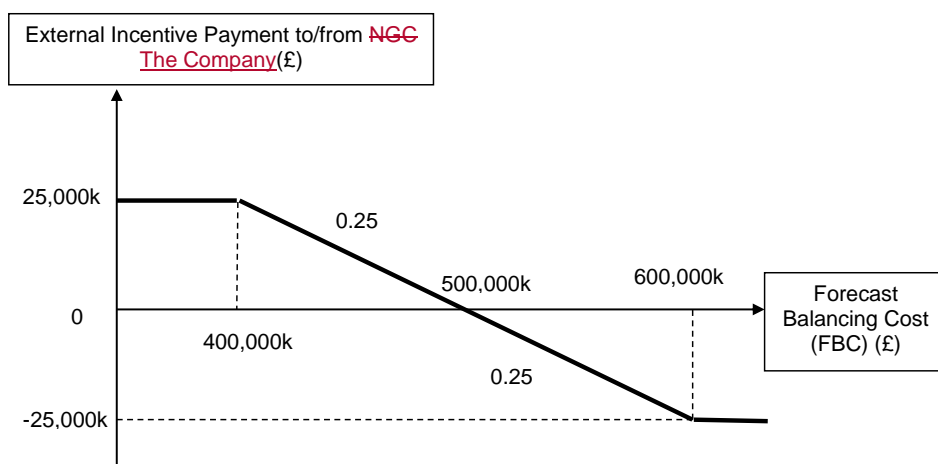 External Incentive Payment to/from NGC
The Company(£)
25,000k
0.25
500,000k
600,000k
0
400,000k
Forecast
Balancing Cost
(FBC) (£)
0.25
-25,000k